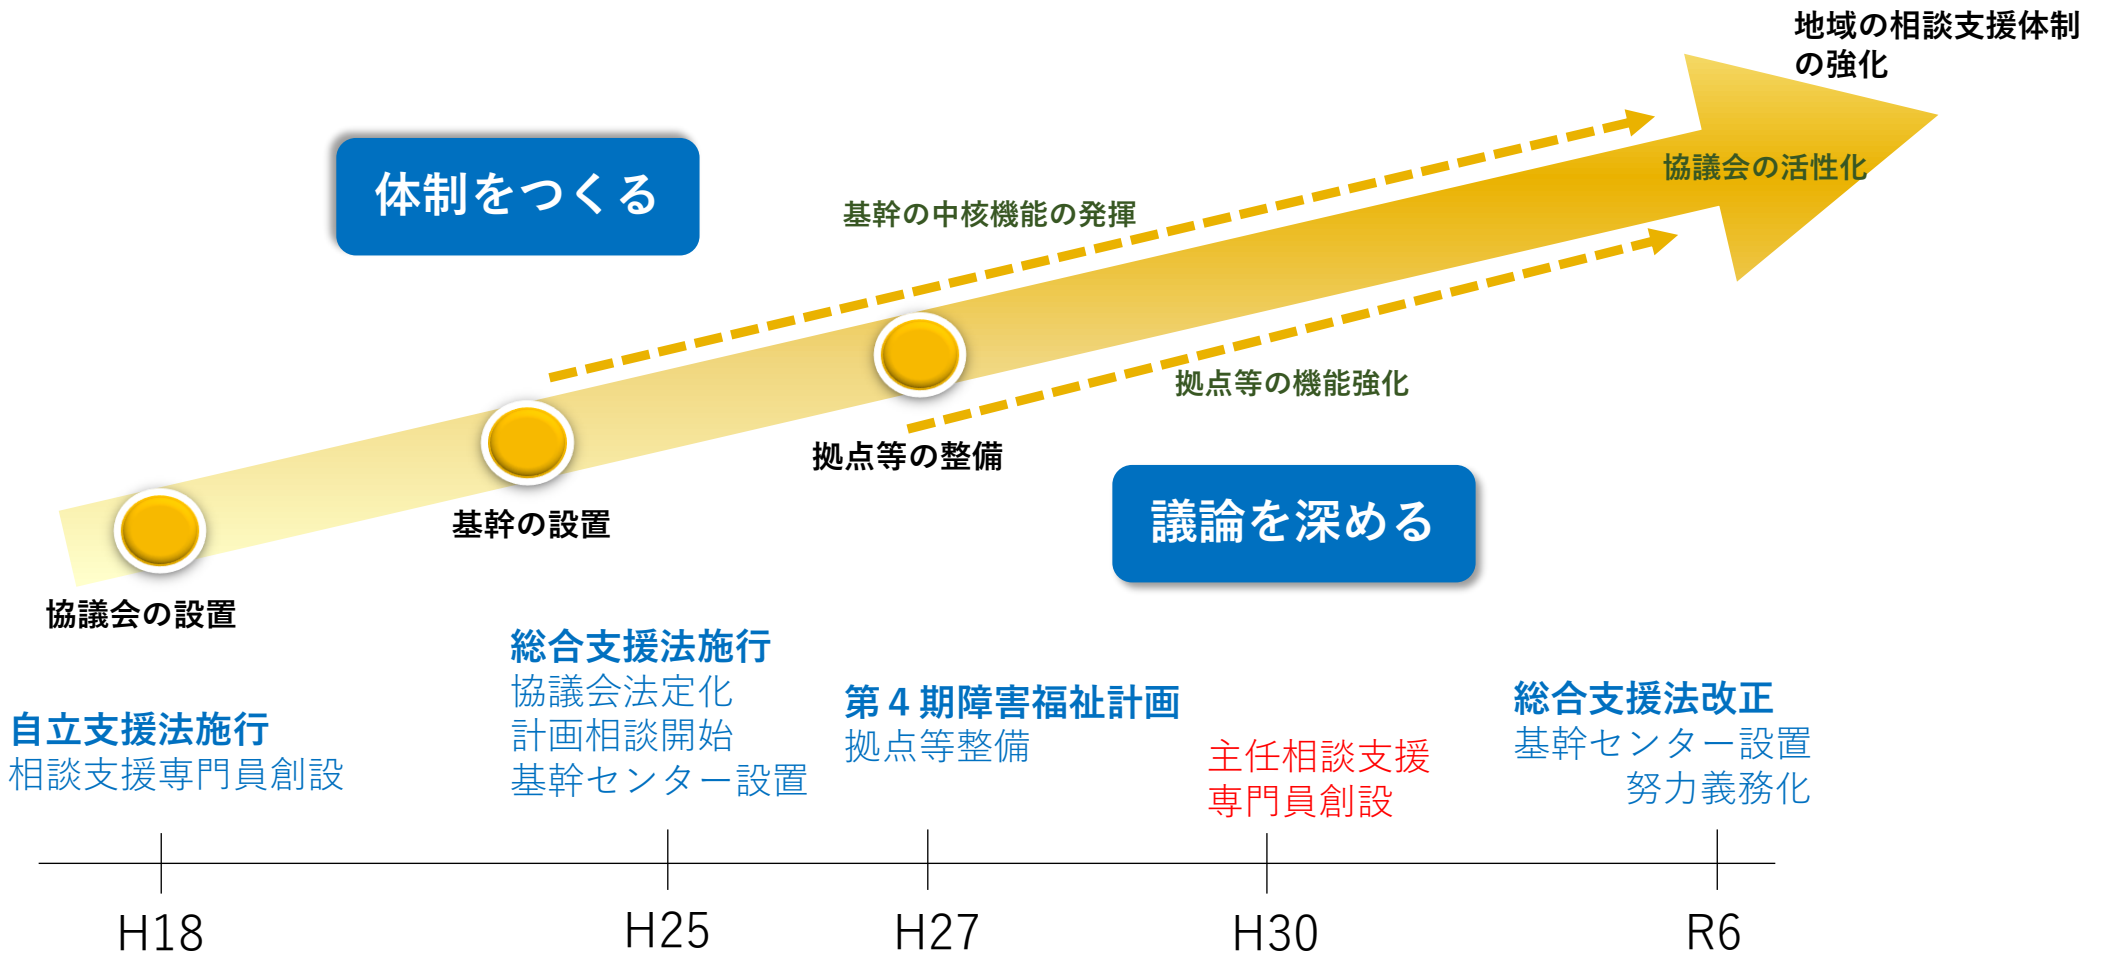 地域の相談支援体制
の強化
体制をつくる
協議会の活性化
基幹の中核機能の発揮
拠点等の機能強化
拠点等の整備
議論を深める
基幹の設置
協議会の設置
自立支援法施行
相談支援専門員創設
総合支援法施行
協議会法定化
計画相談開始
基幹センター設置
第4期障害福祉計画
拠点等整備
主任相談支援
専門員創設
総合支援法改正
基幹センター設置
努力義務化
H18
H25
H27
H30
R6